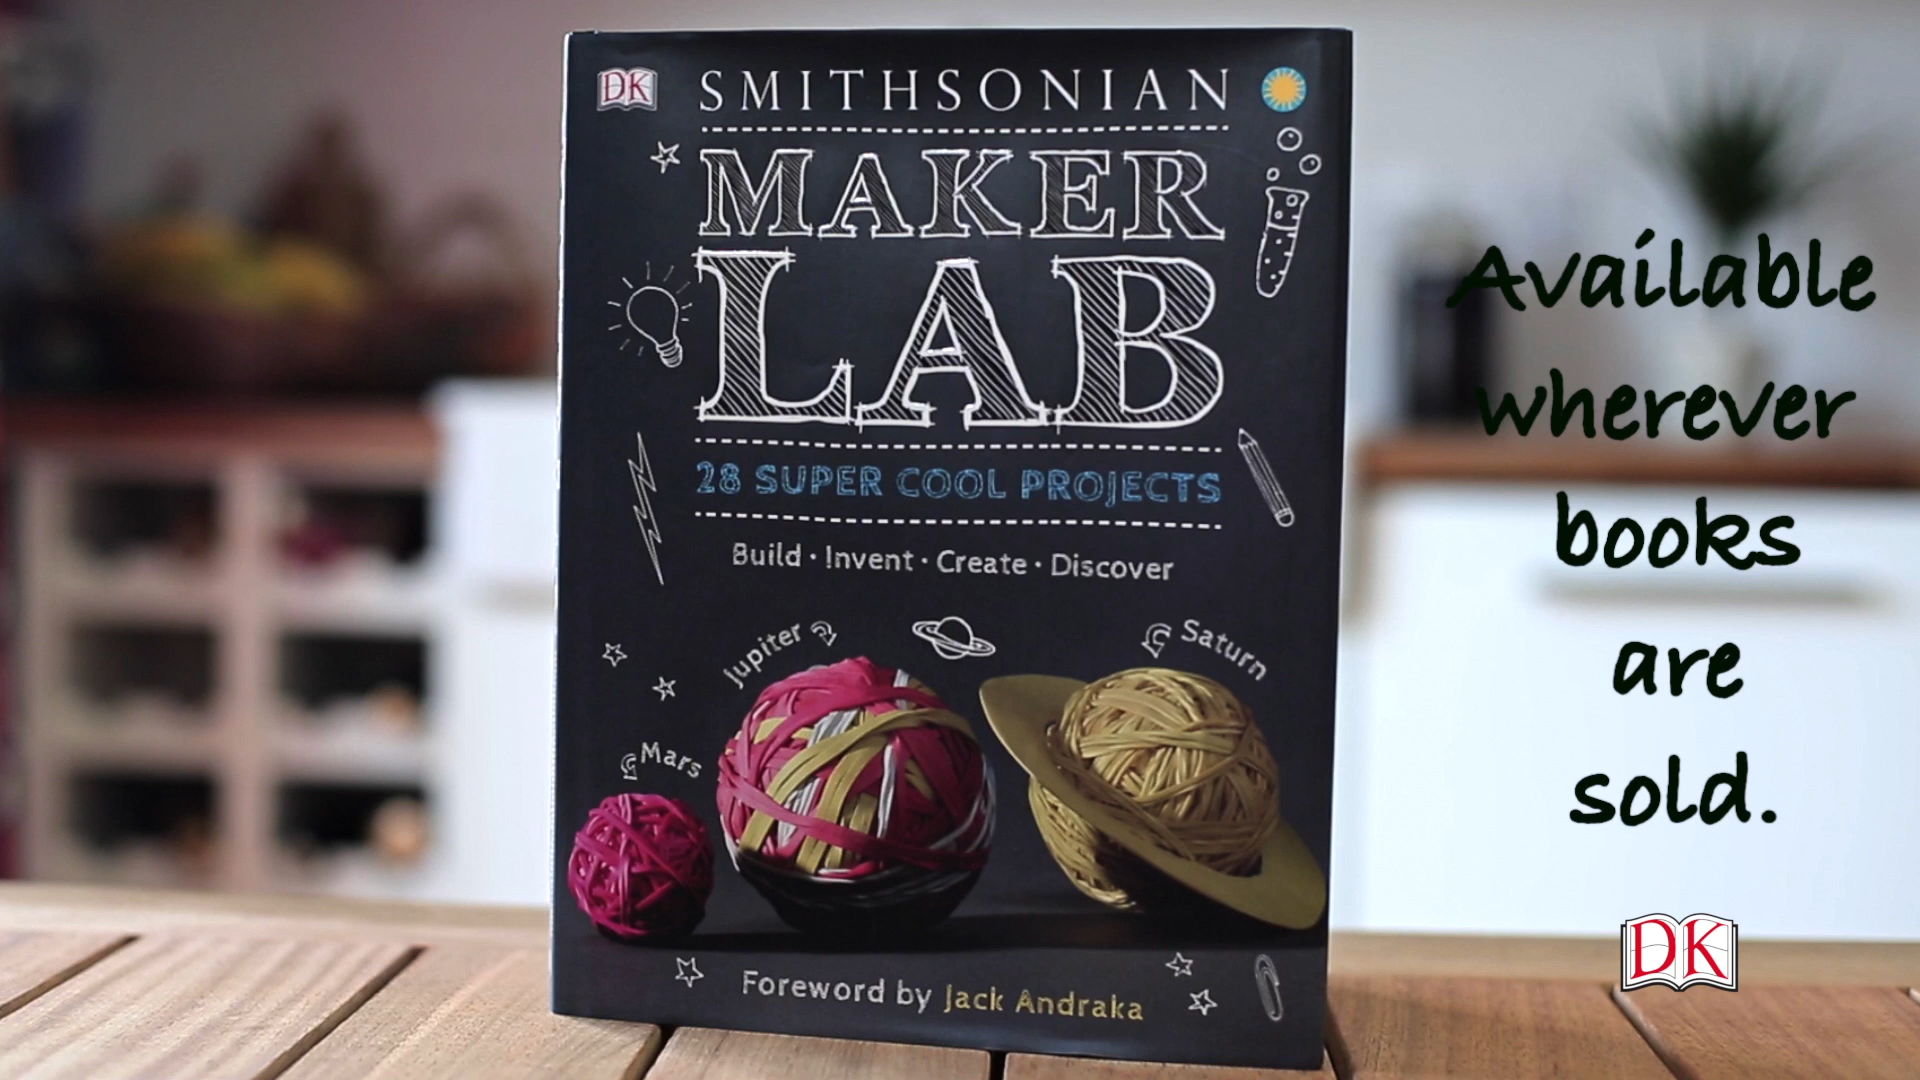 DK
SMITHSONIAN
MAKER
LAB
28 SUPER COOL PROJECTS
Build · Invent · Create · Discover
Jupiter
Saturn
Mars
Foreword by Jack Andraka
Available
wherever
books
are
sold.
DK